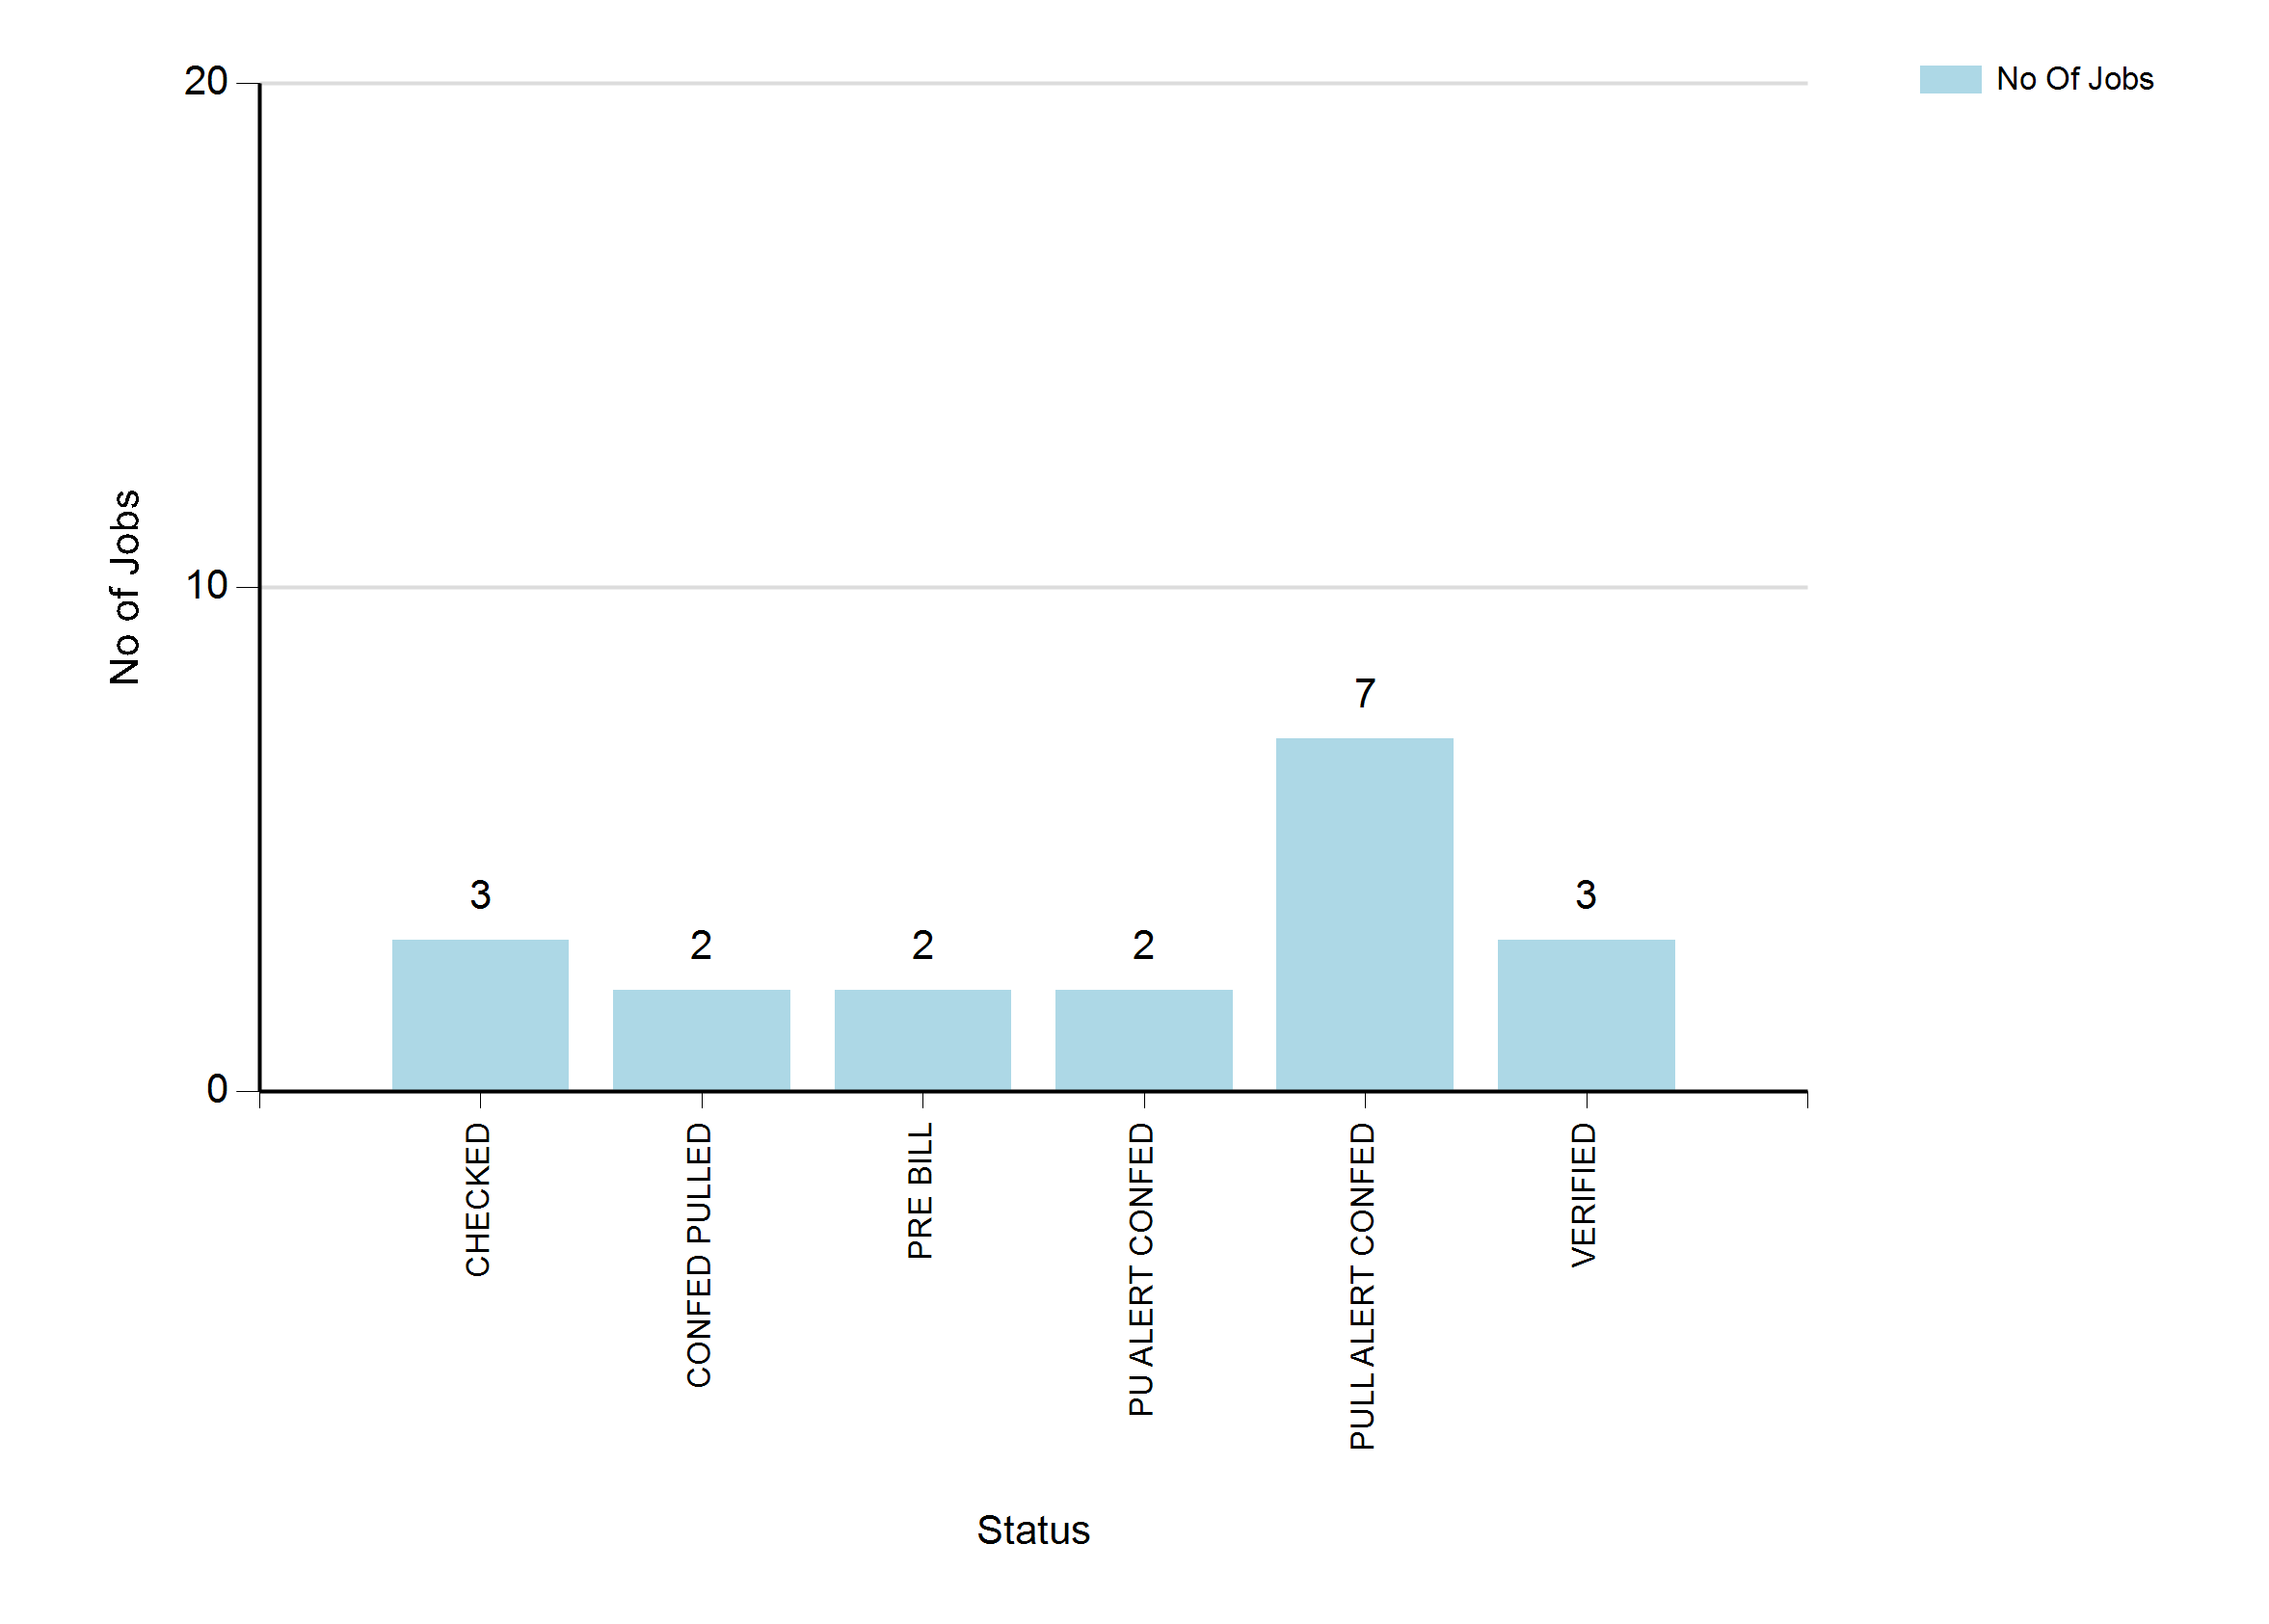 20
No Of Jobs
10
No of Jobs
7
3
3
2
2
2
0
CHECKED
CONFED PULLED
PRE BILL
PU ALERT CONFED
PULL ALERT CONFED
VERIFIED
Status